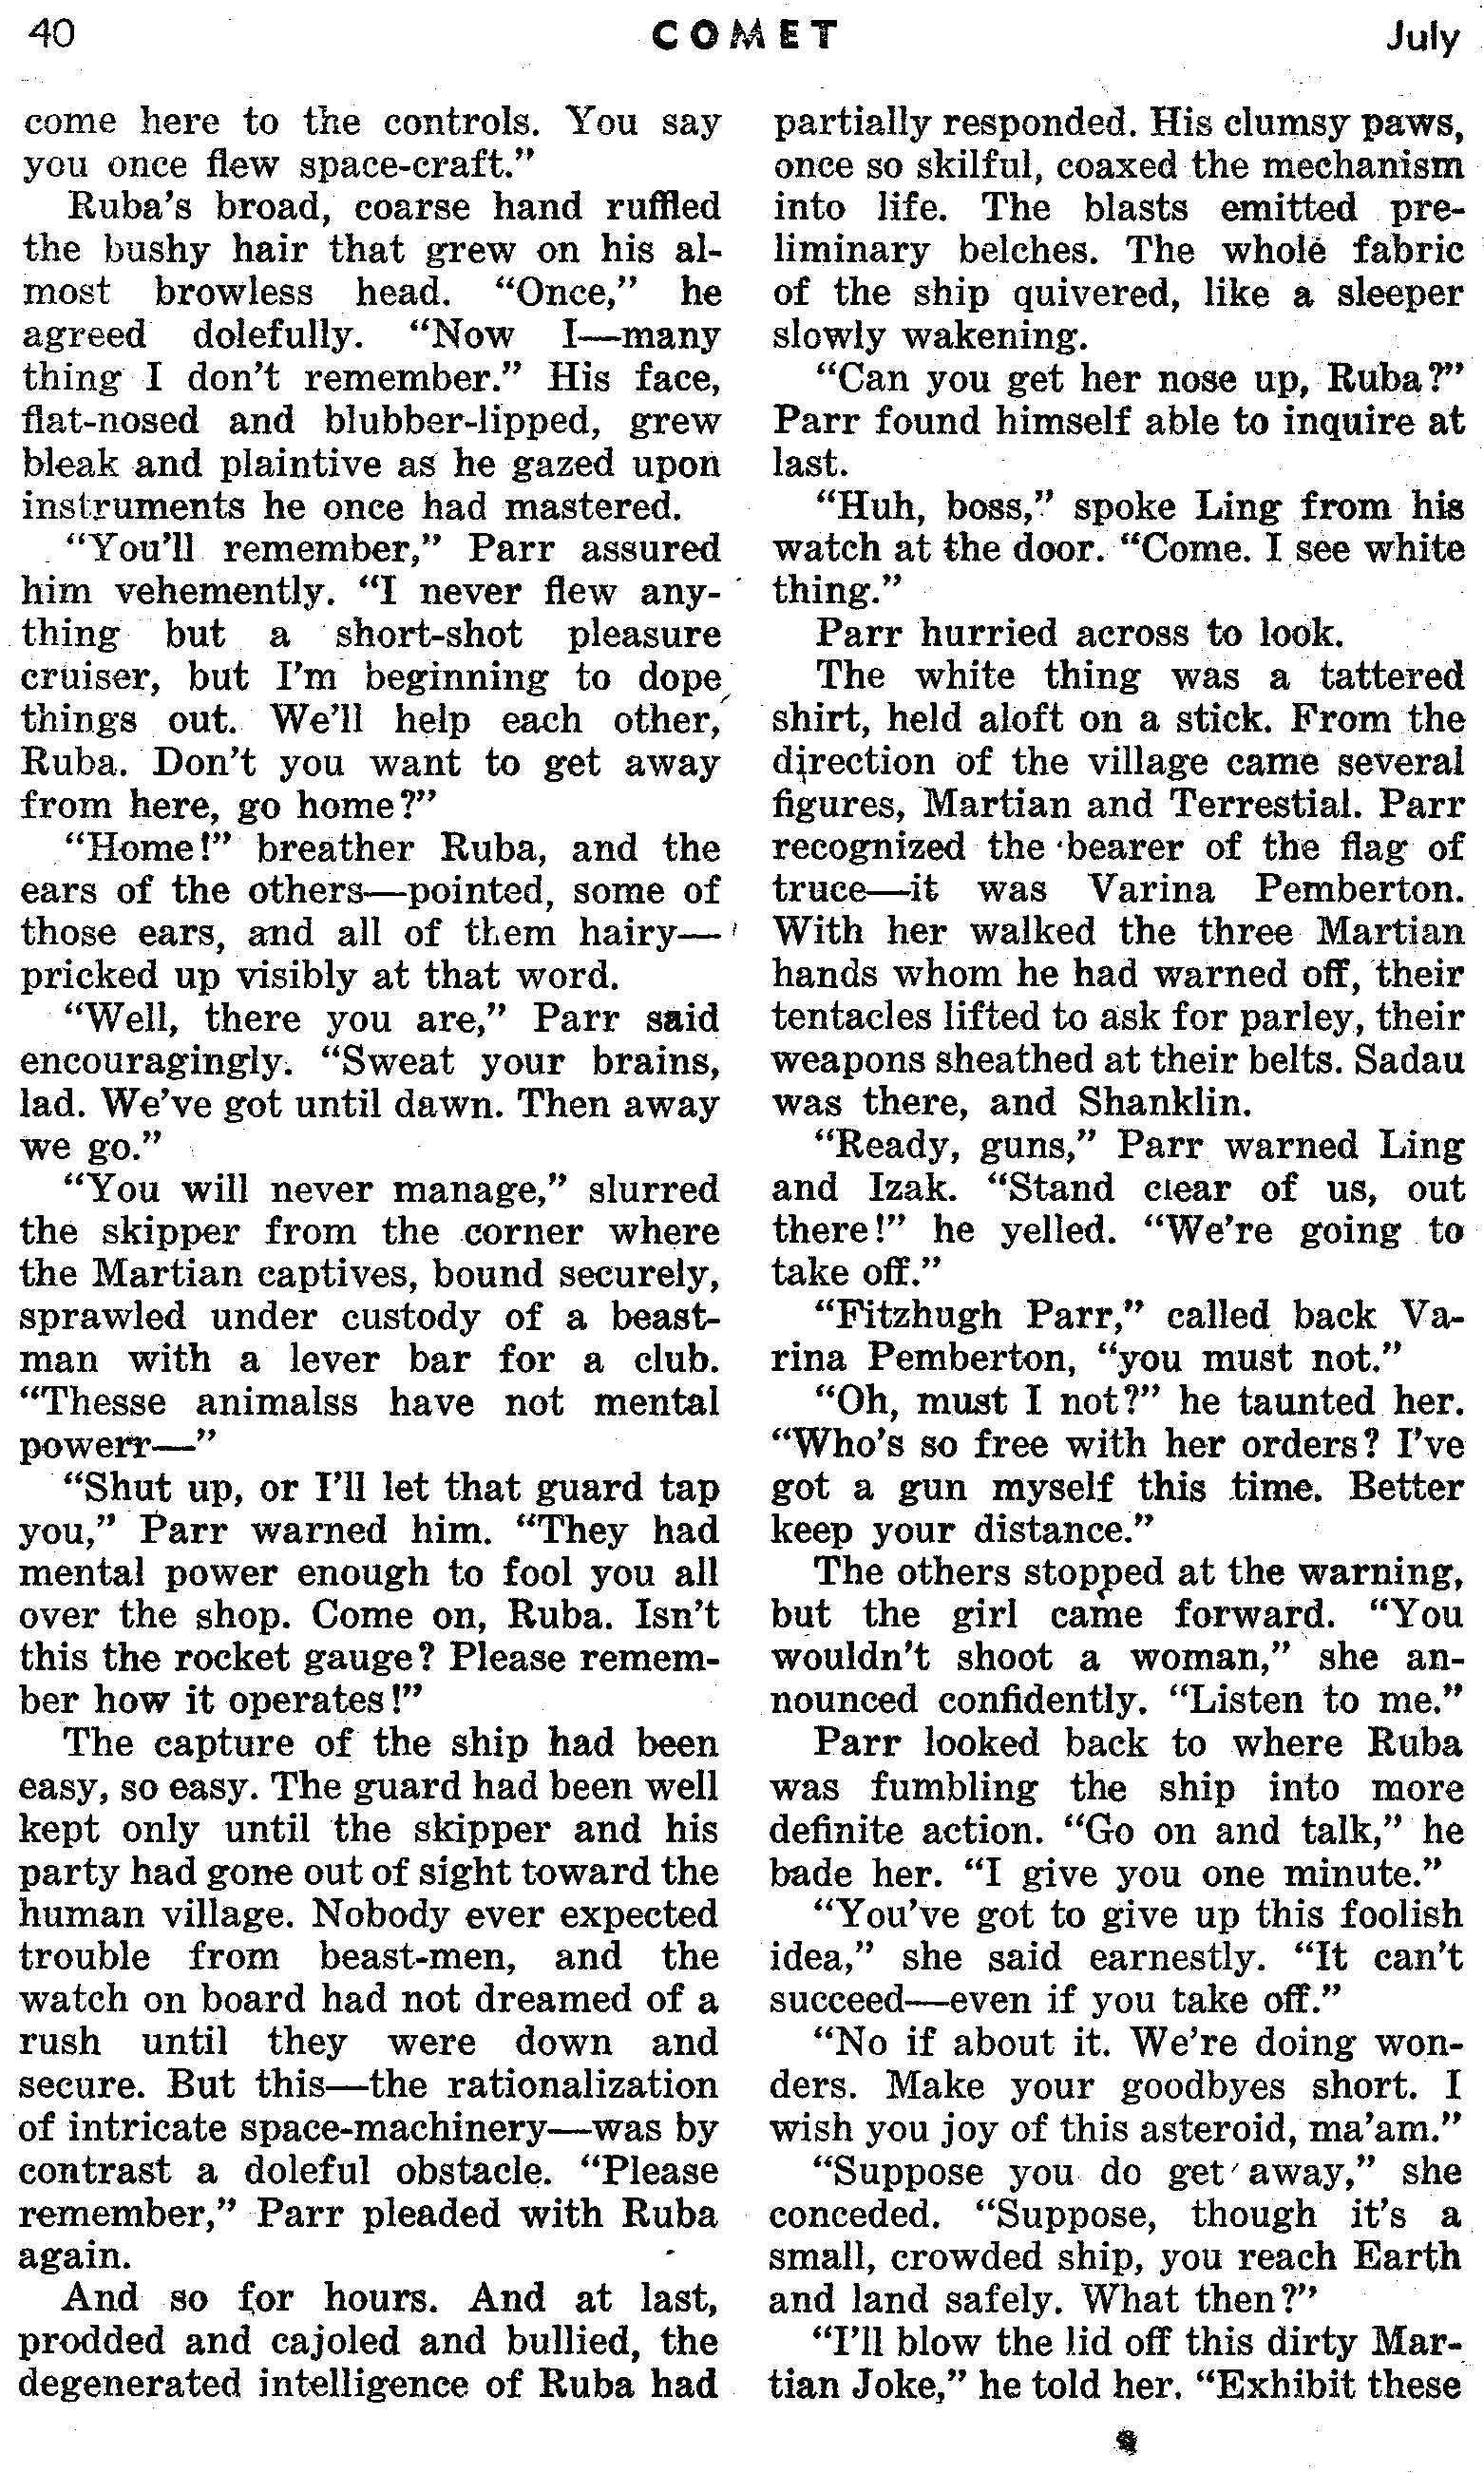 40
COMET
July
come here to the controls. You say
you once flew space-craft."
Ruba's broad, coarse hand ruffled
the bushy hair that grew on his al-
most browless head. "Once," he
agreed dolefully. "Now I—many
thing I don't remember." His face,
flat-nosed and blubber-lipped, grew
bleak and plaintive as he gazed upon
instruments he once had mastered.
"You'll remember," Parr assured
him vehemently. "I never flew any-
thing but a short-shot pleasure
cruiser, but I'm beginning to dope
things out. We'll help each other,
Ruba. Don't you want to get away
from here, go home?"
"Home!" breather Ruba, and the
ears of the others—pointed, some of
those ears, and all of them hairy—
pricked up visibly at that word.
"Well, there you are," Parr said
encouragingly. "Sweat your brains,
lad. We've got until dawn. Then away
we go."
"You will never manage," slurred
the skipper from the corner where
the Martian captives, bound securely,
sprawled under custody of a beast-
man with a lever bar for a club.
"Thesse animalss have not mental
powerr—"
"Shut up, or I'll let that guard tap
you," Parr warned him. "They had
mental power enough to fool you all
over the shop. Come on, Ruba. Isn't
this the rocket gauge? Please remem-
ber how it operates!"
The capture of the ship had been
easy, so easy. The guard had been well
kept only until the skipper and his
party had gone out of sight toward the
human village. Nobody ever expected
trouble from beast-men, and the
watch on board had not dreamed of a
rush until they were down and
secure. But this—the rationalization
of intricate space-machinery—was by
contrast a doleful obstacle. "Please
remember," Parr pleaded with Ruba
again.
And so for hours. And at last,
prodded and cajoled and bullied, the
degenerated intelligence of Ruba had
partially responded. His clumsy paws,
once so skilful, coaxed the mechanism
into life. The blasts emitted pre-
liminary belches. The whole fabric
of the ship quivered, like a sleeper
slowly wakening.
"Can you get her nose up, Ruba?"
Parr found himself able to inquire at
last.
"Huh, boss," spoke Ling from his
watch at the door. "Come. I see white
thing."
Parr hurried across to look.
The white thing was a tattered
shirt, held aloft on a stick. From the
direction of the village came several
figures, Martian and Terrestial. Parr
recognized the bearer of the flag of
truce—it was Varina Pemberton.
With her walked the three Martian
hands whom he had warned off, their
tentacles lifted to ask for parley, their
weapons sheathed at their belts. Sadau
was there, and Shanklin.
"Ready, guns," Parr warned Ling
and Izak. "Stand clear of us, out
there!" he yelled. "We're going to
take off."
"Fitzhugh Parr," called back Va-
rina Pemberton, "you must not."
"Oh, must I not?" he taunted her.
"Who's so free with her orders? I've
got a gun myself this time. Better
keep your distance."
The others stopped at the warning,
but the girl came forward. "You
wouldn't shoot a woman," she an-
nounced confidently. "Listen to me."
Parr looked back to where Ruba
was fumbling the ship into more
definite action. "Go on and talk," he
bade her. "I give you one minute."
"You've got to give up this foolish
idea," she said earnestly. "It can't
succeed—even if you take off."
"No if about it. We're doing won-
ders. Make your goodbyes short. I
wish you joy of this asteroid, ma'am."
"Suppose you do get away," she
conceded. "Suppose, though it's a
small, crowded ship, you reach Earth
and land safely. What then?"
"I'll blow the lid off this dirty Mar-
tian Joke," he told her. "Exhibit these